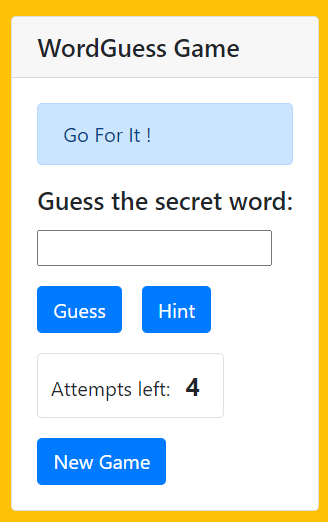 WordGuess Game
Go For It !
Guess the secret word:
Guess Hint
Attempts left: 4
New Game